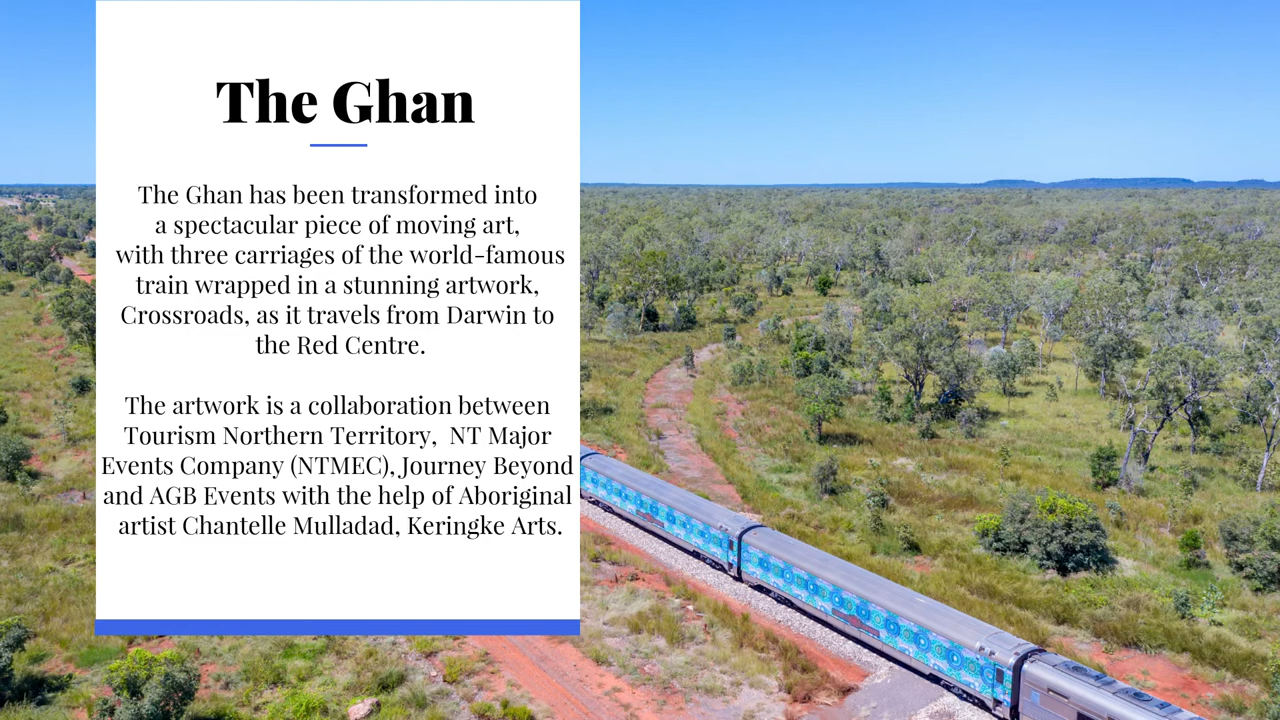 The Ghan
The Ghan has been transformed into
a spectacular piece of moving art,
with three carriages of the world-famous
train wrapped in a stunning artwork,
Crossroads, as it travels from Darwin to
the Red Centre.
The artwork is a collaboration between
Tourism Northern Territory,  NT Major
Events Company (NTMEC), Journey Beyond
and AGB Events with the help of Aboriginal
artist Chantelle Mulladad, Keringke Arts.